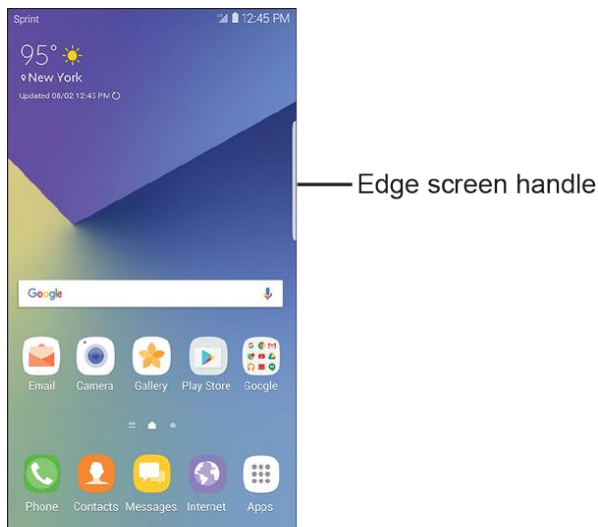 Sprint 12:45 PM
95°
New York
Updated 08/02 12:45 PM
Edge screen handle
Google
Email Camera Gallery Play Store Google
Phone Contacts Messages Internet Apps